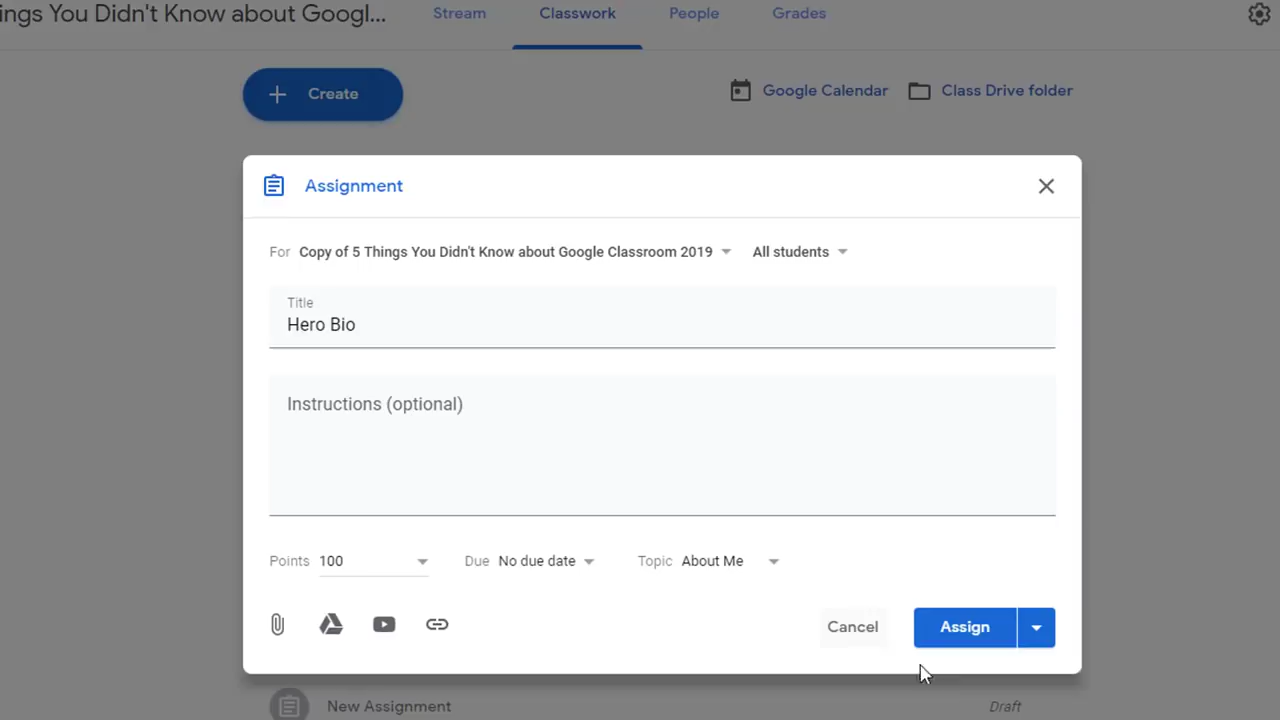 ings You Didn't Know about Googl...
Stream
Classwork
People
Grades
Create
Google Calendar
Class Drive folder
Assignment
For Copy of 5 Things You Didn't Know about Google Classroom 2019 All students
Title
Hero Bio
Instructions (optional)
Points 100
Due No due date
Topic About Me
Cancel
Assign
New Assignment
Draft